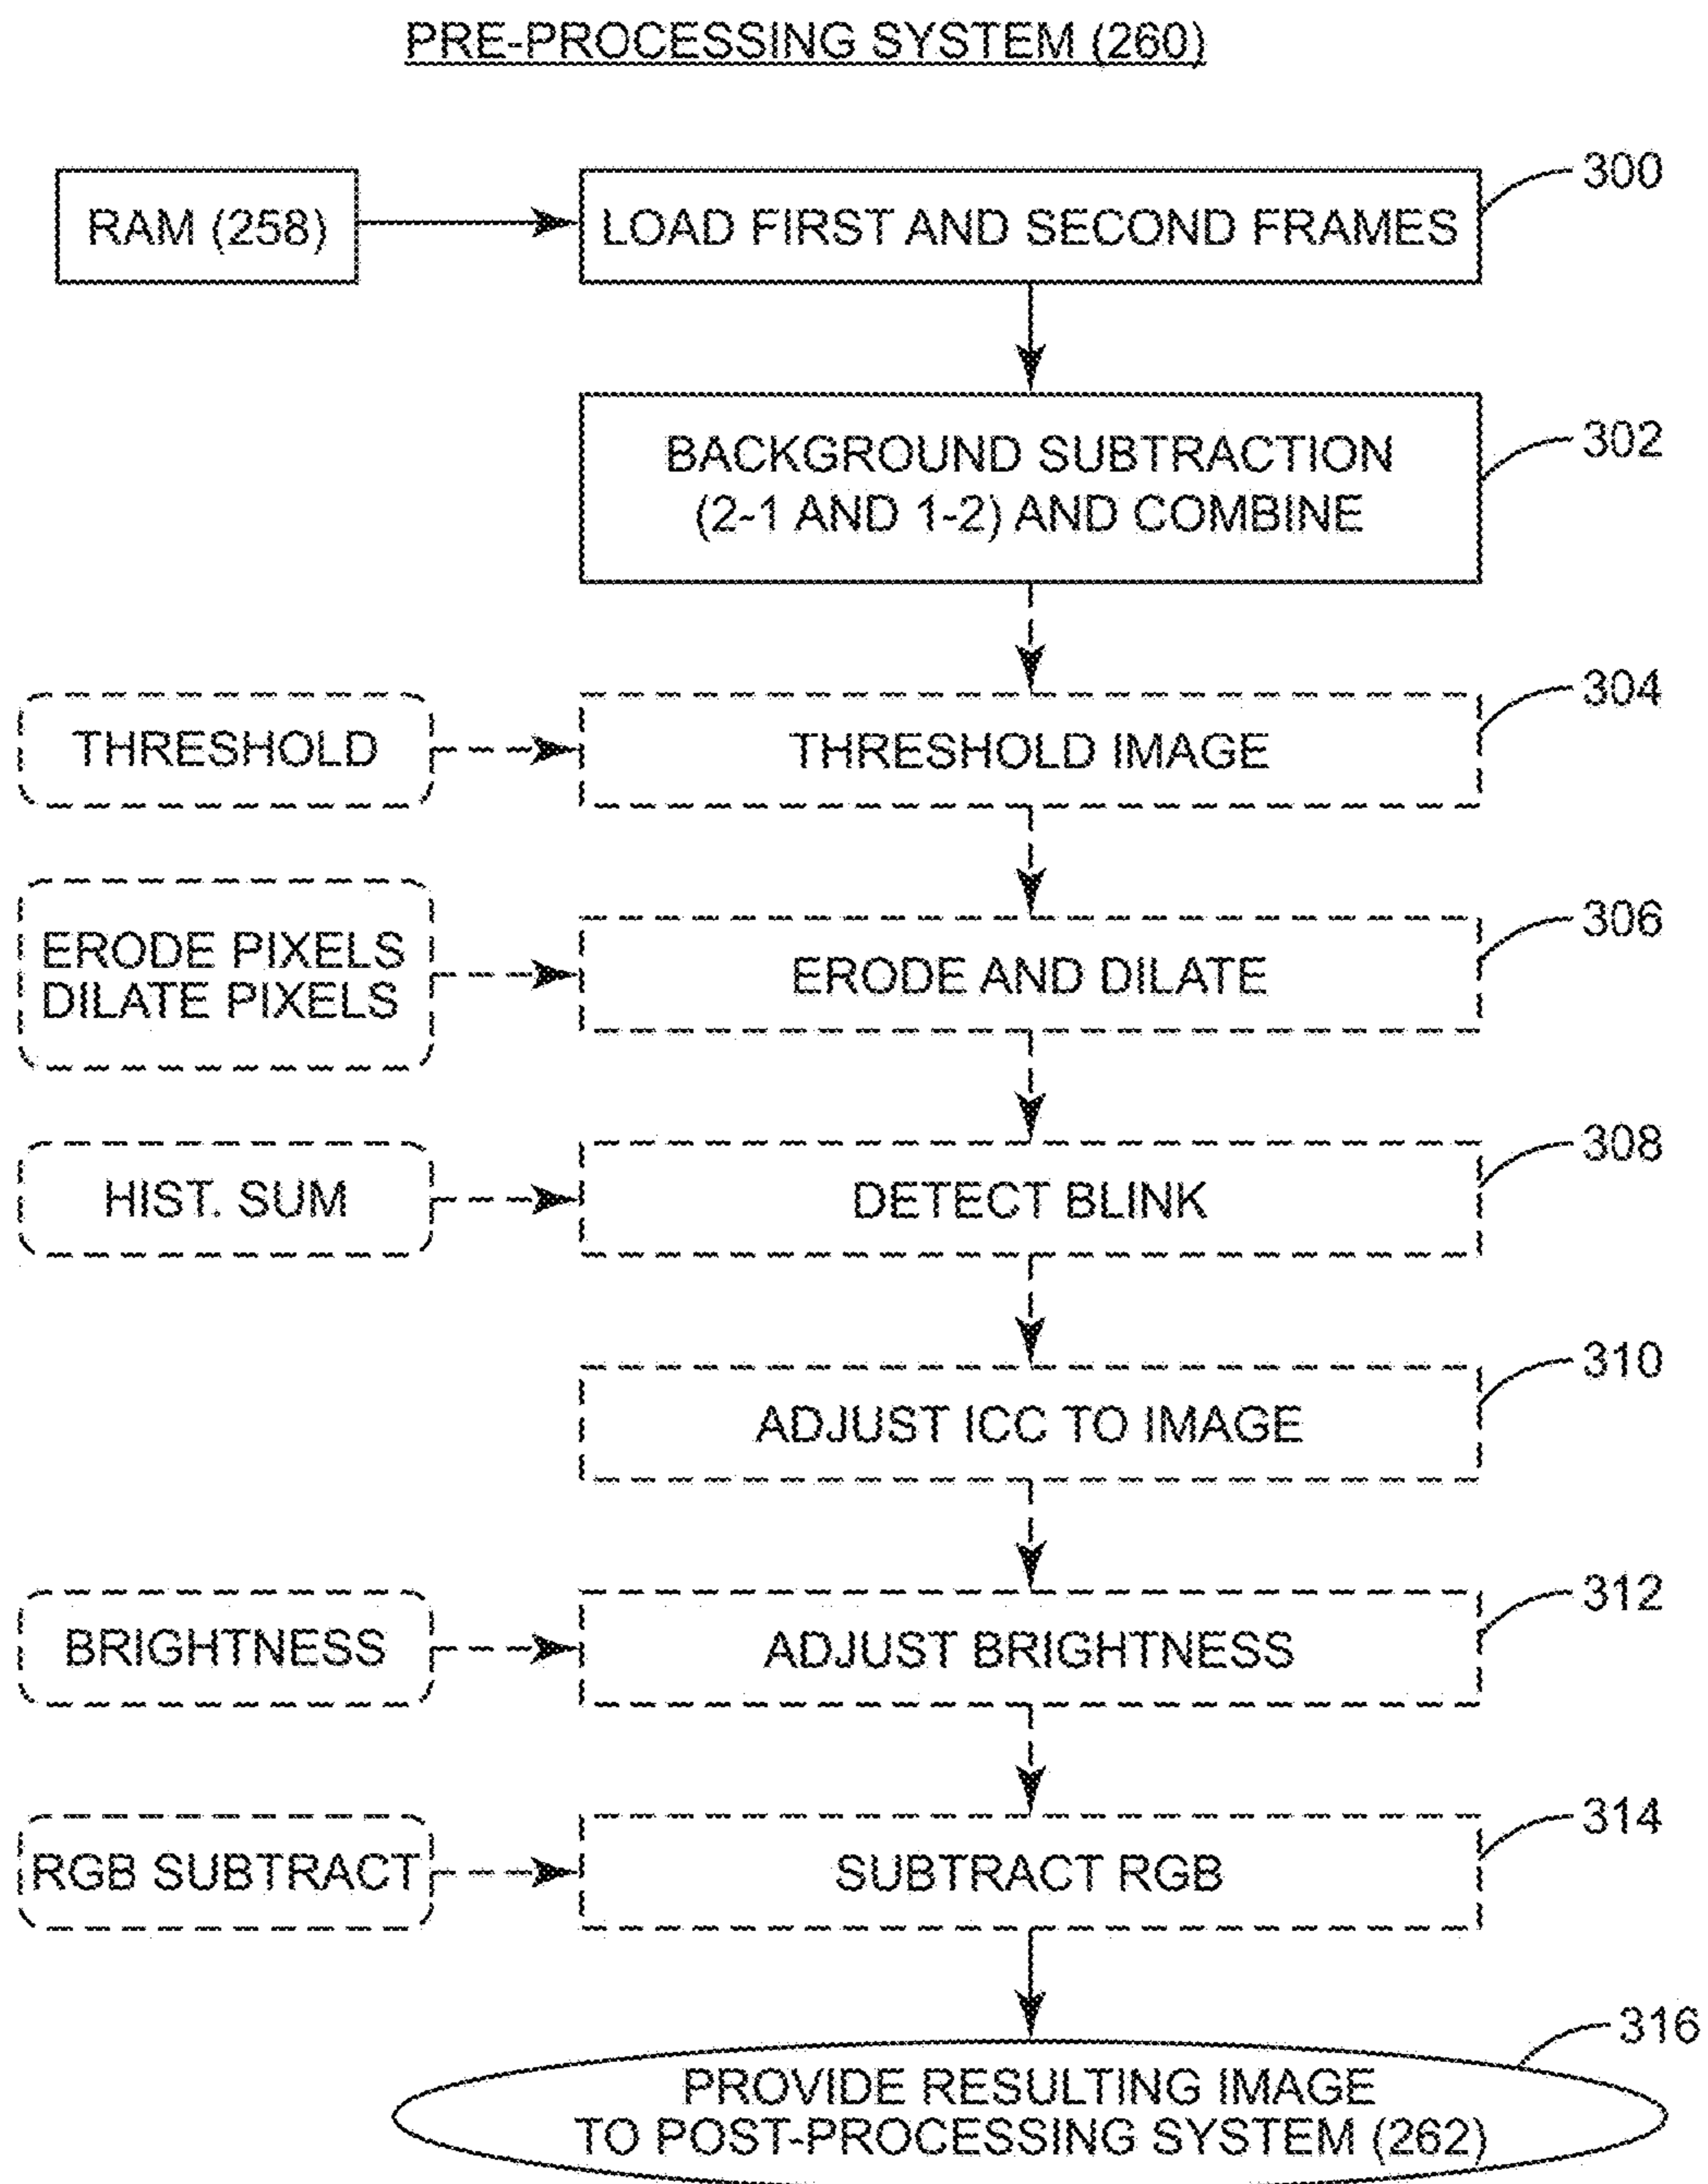 PRE-PROCESSING SYSTEM (260)
300
RAM (258)
LOAD FIRST AND SECOND FRAMES
302
BACKGROUND SUBTRACTION
(2-1 AND 1-2) AND COMBINE
304
THRESHOLD
THRESHOLD IMAGE
306
ERODE PIXELS
DILATE PIXELS
ERODE AND DILATE
308
HIST. SUM
DETECT BLINK
310
ADJUST ICC TO IMAGE
312
BRIGHTNESS
ADJUST BRIGHTNESS
314
RGB SUBTRACT
SUBTRACT RGB
316
PROVIDE RESULTING IMAGE
TO POST-PROCESSING SYSTEM (262)